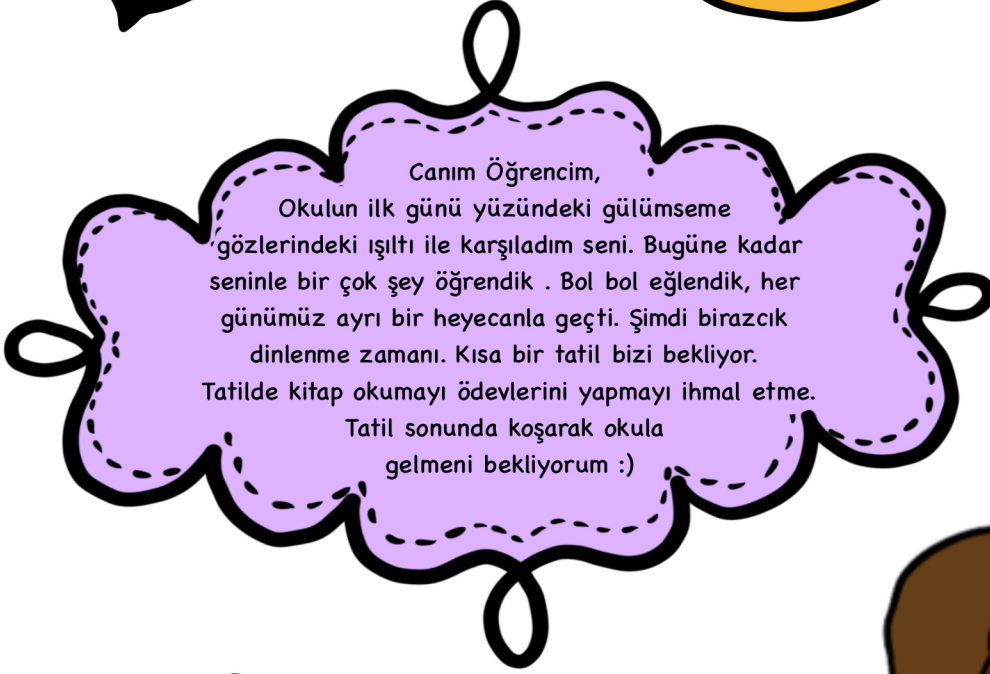 Canım Öğrencim,
Okulun ilk günü yüzündeki gülümseme
gözlerindeki ışıltı ile karşıladım seni. Bugüne kadar
seninle bir çok şey öğrendik . Bol bol eğlendik, her
günümüz ayrı bir heyecanla geçti. Şimdi birazcık
dinlenme zamanı. Kısa bir tatil bizi bekliyor.
Tatilde kitap okumayı ödevlerini yapmayı ihmal etme.
Tatil sonunda koşarak okula
gelmeni bekliyorum :)